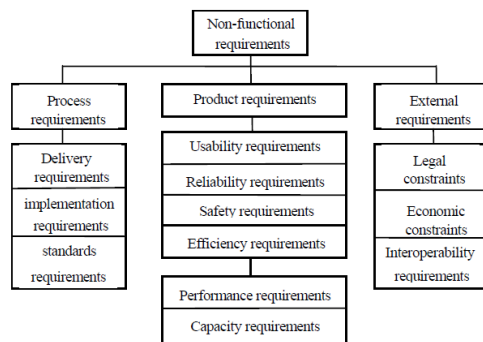 Non-functional
requirements
Process
requirements
Product requirements
External
requirements
Delivery
requirements
implementation
requirements
standards
requirements
Usability requirements
Reliability requirements
Safety requirements
Efficiency requirements
Performance requirements
Capacity requirements
Legal
constraints
Economic
constraints
Interoperability
requirements